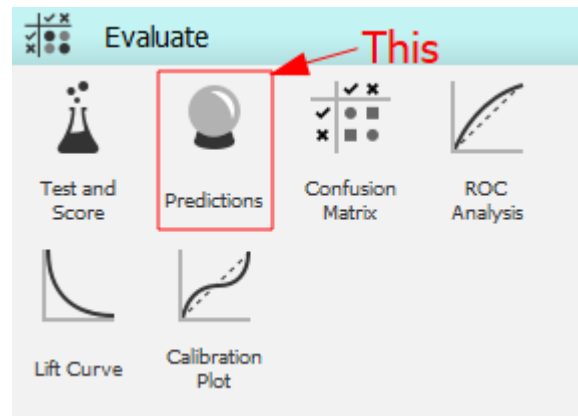 Evaluate
This
Test and
Score
Predictions
Confusion
Matrix
ROC
Analysis
Lift Curve
Calibration
Plot